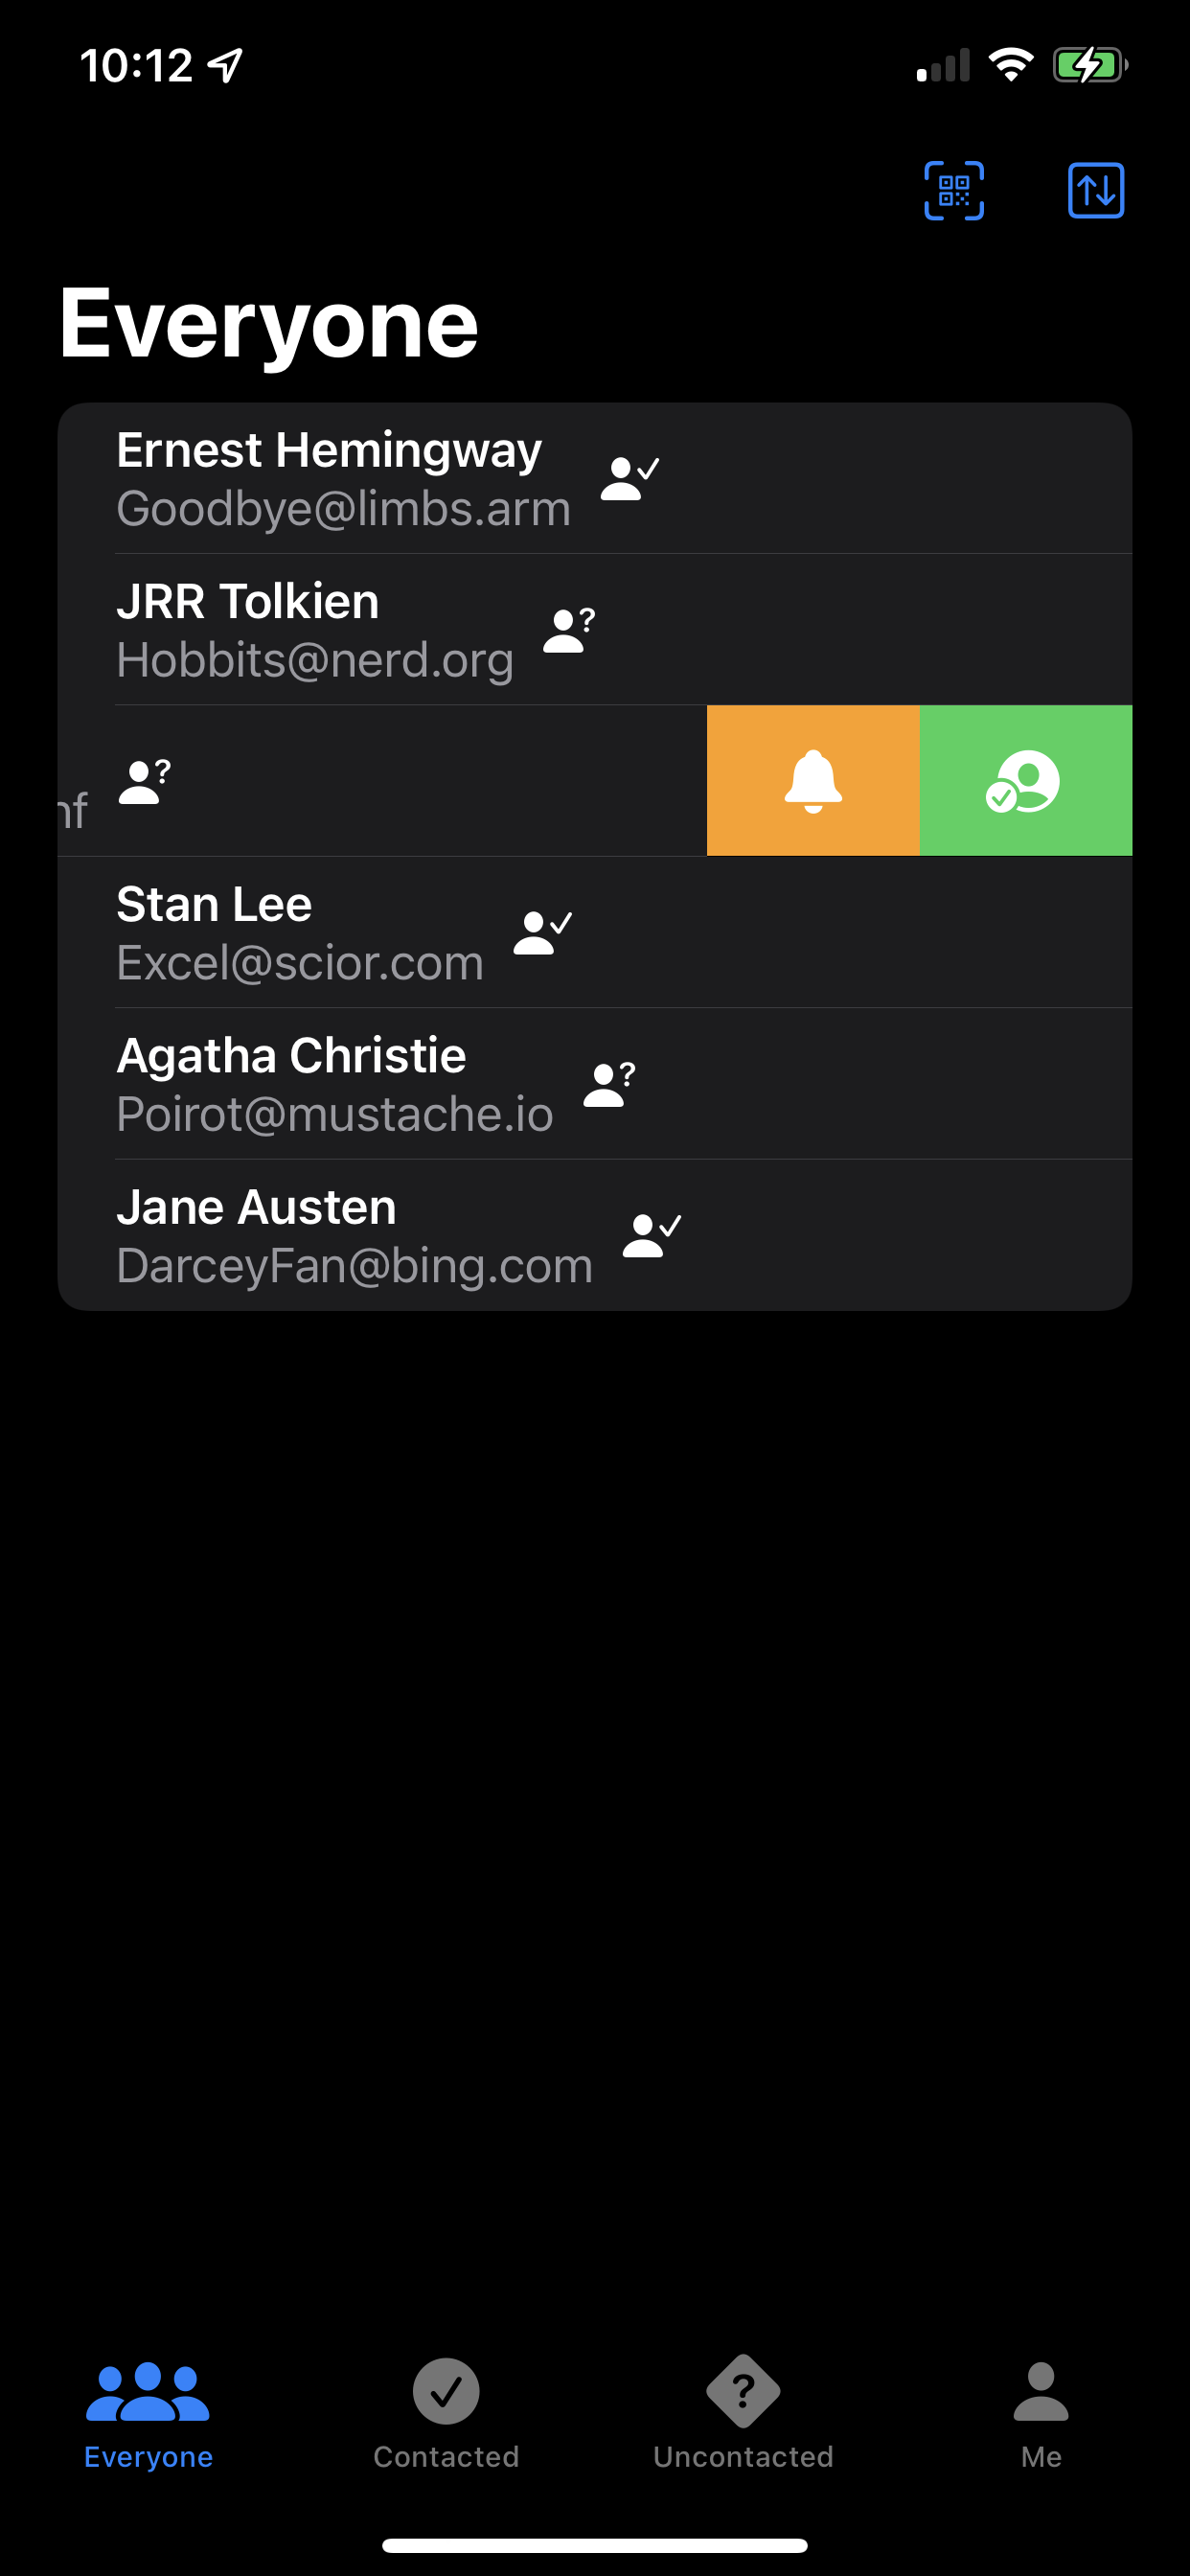 10:12
Everyone
Ernest Hemingway
Goodbye@limbs.arm
JRR Tolkien
Hobbits@nerd.org
Stan Lee
Excel@scior.com
Agatha Christie
Poirot@mustache.io
Jane Austen
DarceyFan@bing.com
Everyone
Contacted
Uncontacted
Me